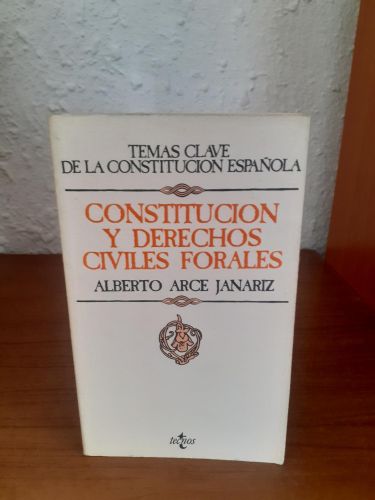 TEMAS CLAVE
DE LA CONSTITUCION ESPAÑOLA
CONSTITUCION
Y DERECHOS
CIVILES FORALES
ALBERTO ARCE JANARIZ
tecnos